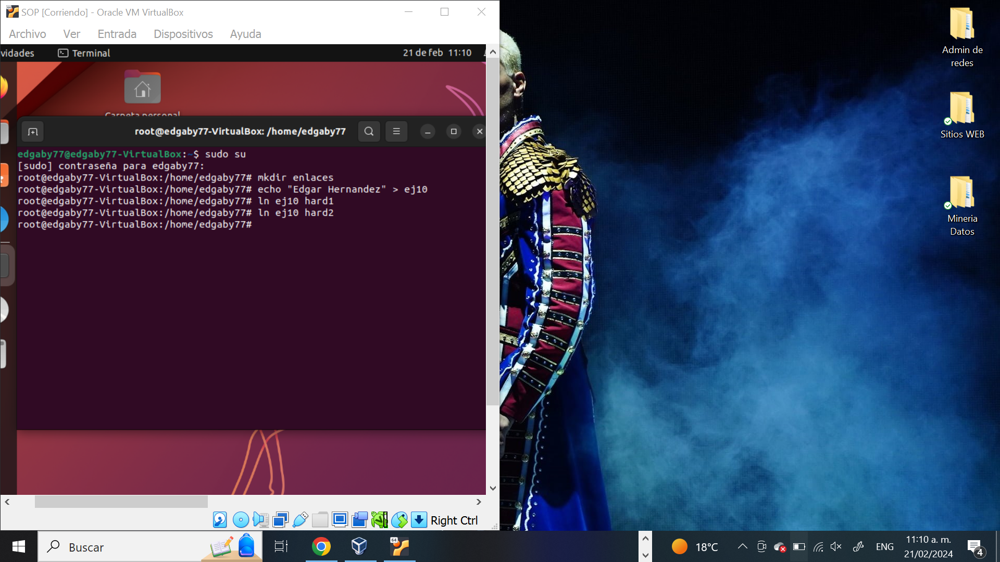 SOP [Corriendo] - Oracle VM VirtualBox
Archivo Ver Entrada Dispositivos Ayuda
vidades Terminal 21 de feb 11:10
Carpeta personal
root@edgaby77-VirtualBox: /home/edgaby77
edgaby77@edgaby77-VirtualBox:~$ sudo su
[sudo] contraseña para edgaby77:
root@edgaby77-VirtualBox:/home/edgaby77# mkdir enlaces
root@edgaby77-VirtualBox:/home/edgaby77# echo "Edgar Hernandez" > ej10
root@edgaby77-VirtualBox:/home/edgaby77# ln ej10 hard1
root@edgaby77-VirtualBox:/home/edgaby77# ln ej10 hard2
root@edgaby77-VirtualBox:/home/edgaby77#
Right Ctrl
Admin de
redes
Sitios WEB
Mineria
Datos
Buscar
64
18°C
ENG
11:10 a. m.
21/02/2024
4